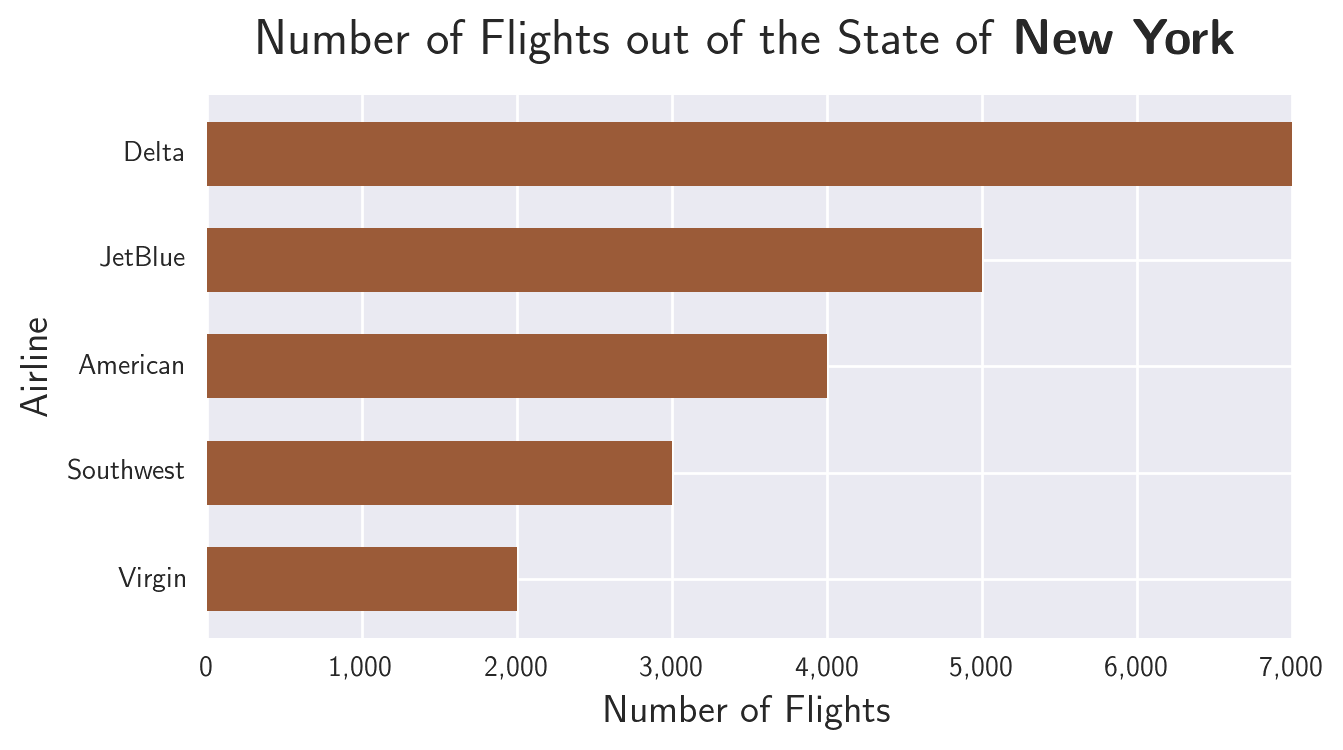 Number of Flights out of the State of New York
Delta
JetBlue
American
Southwest
Virgin
Airline
0 1,000 2,000 3,000 4,000 5,000 6,000 7,000
Number of Flights